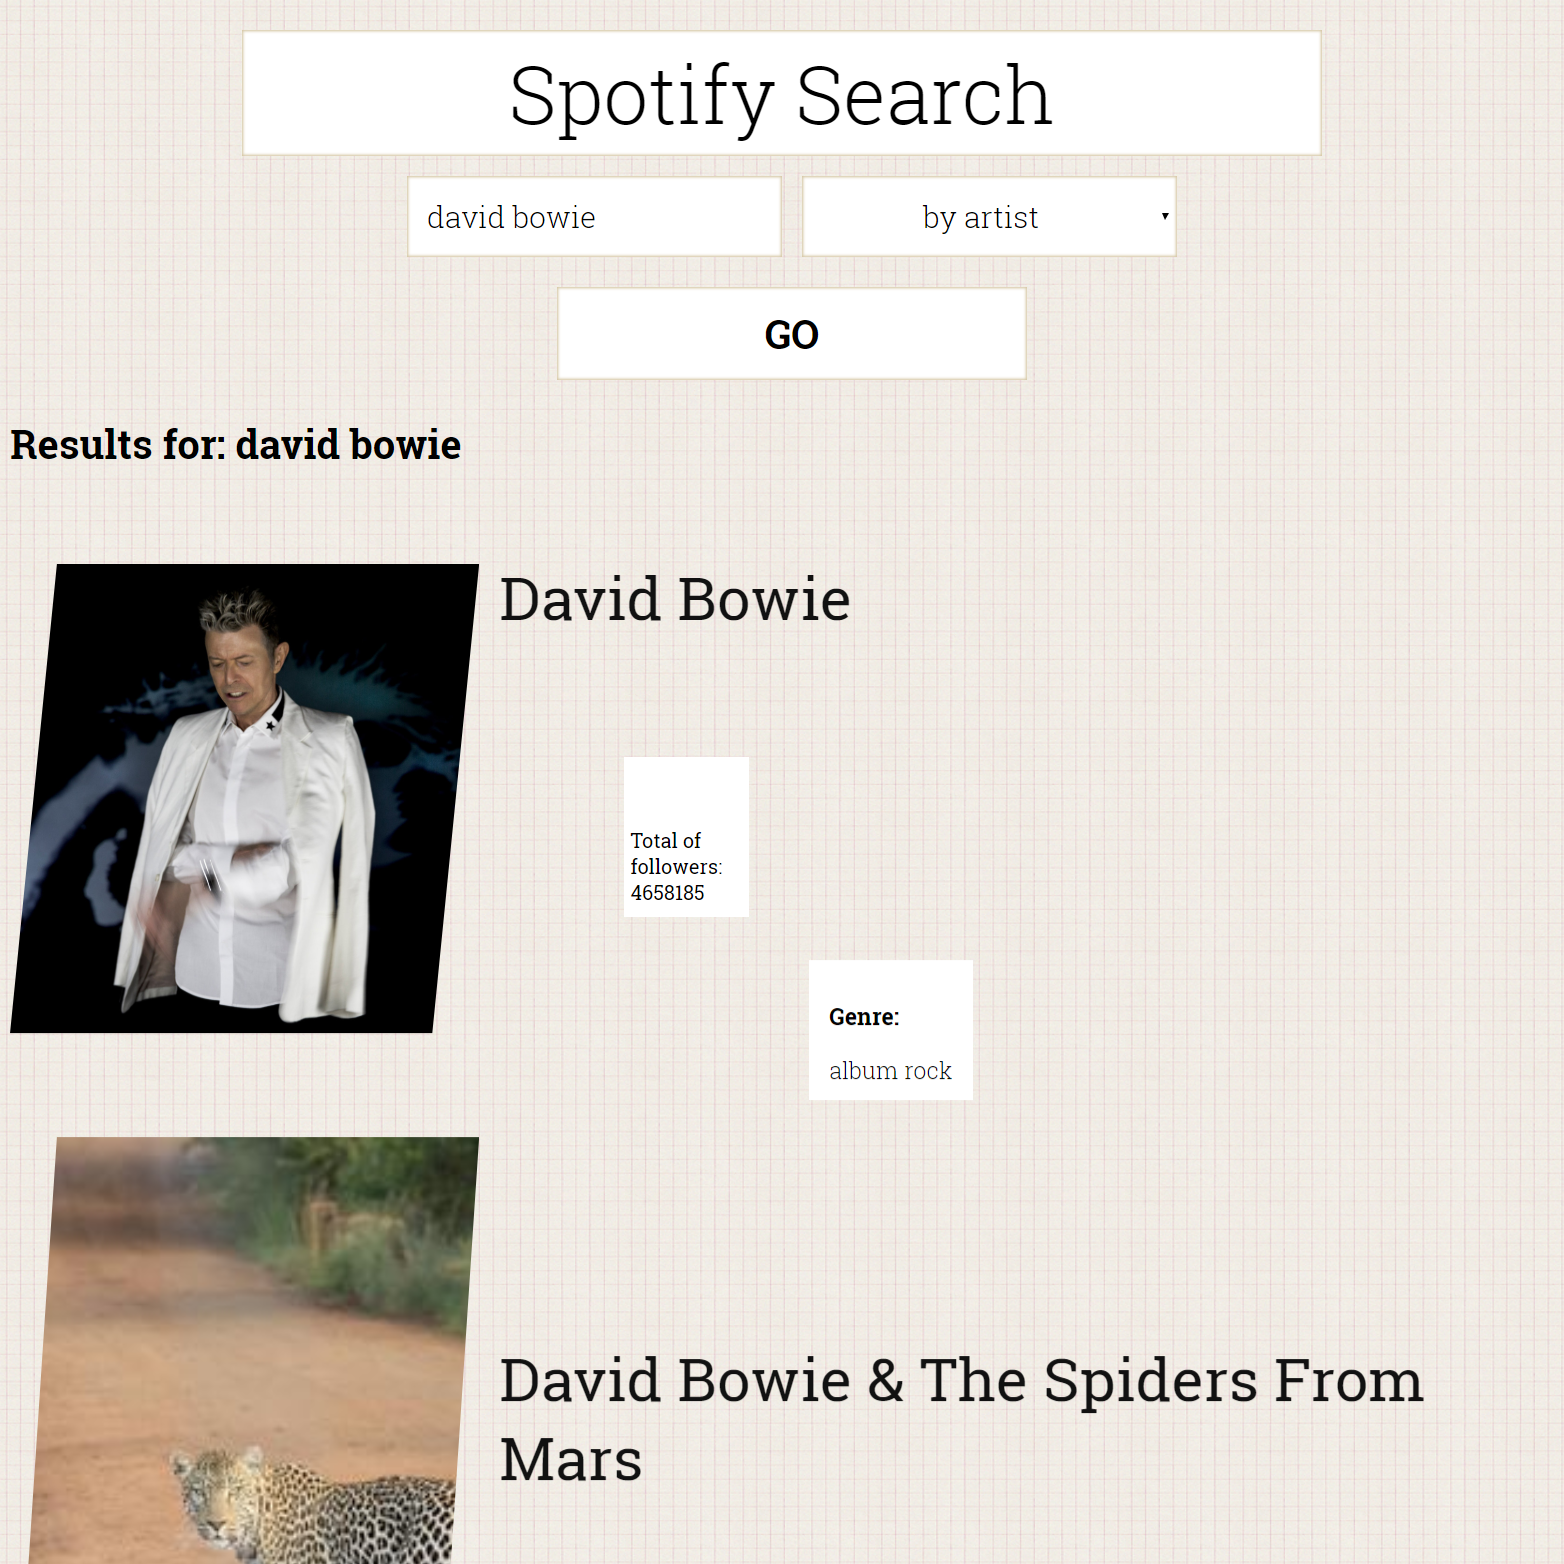 Spotify Search
david bowie
by artist
GO
Results for: david bowie
David Bowie
Total of
followers:
4658185
Genre:
album rock
David Bowie & The Spiders From
Mars